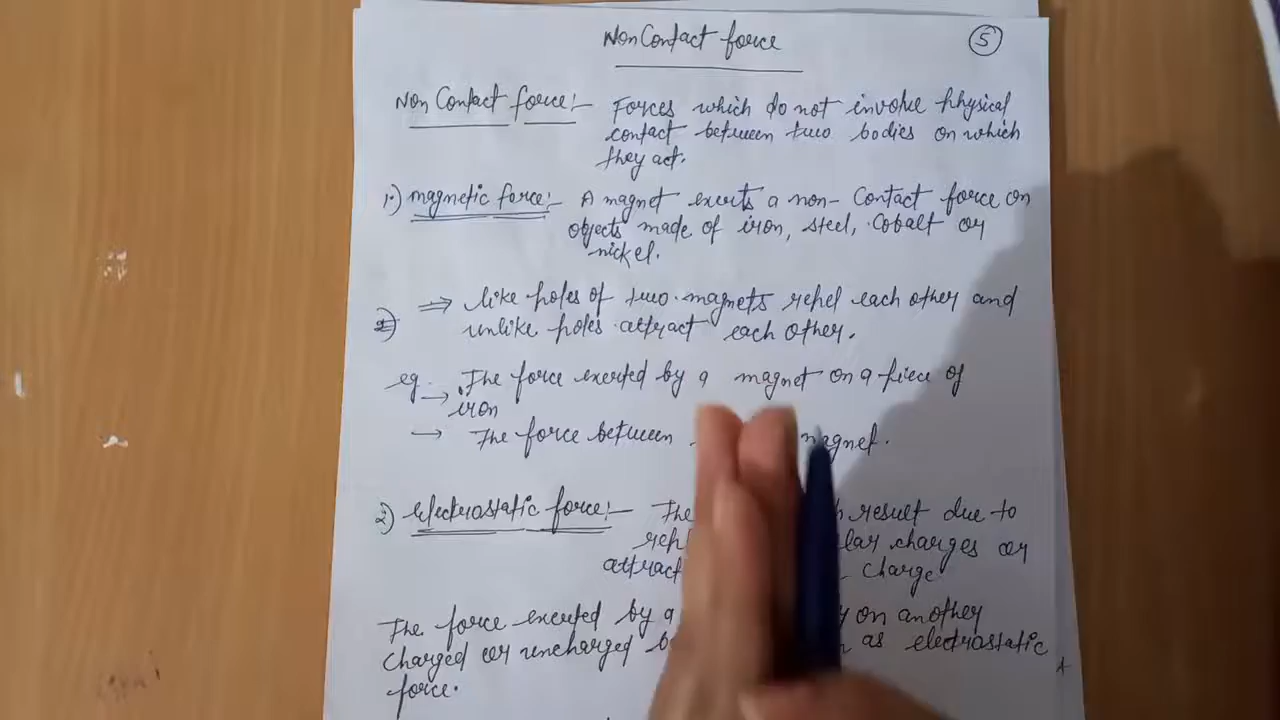 Non Contact force
5
Non Contact force:- Forces which do not involve physical
contact between two bodies on which
they act.
1.) magnetic force:- A magnet exerts a non-Contact force on
objects made of iron, steel, cobalt or
nickel.
⇒ like poles of two magnets repel each other and
unlike poles attract each other.
eg. → The force exerted by a magnet on a piece of
iron
→ The force between magnet.
2) Electrostatic force:- The result due to
charges or
attract charge
The force exerted by a on another
charged or uncharged as electrostatic
force.